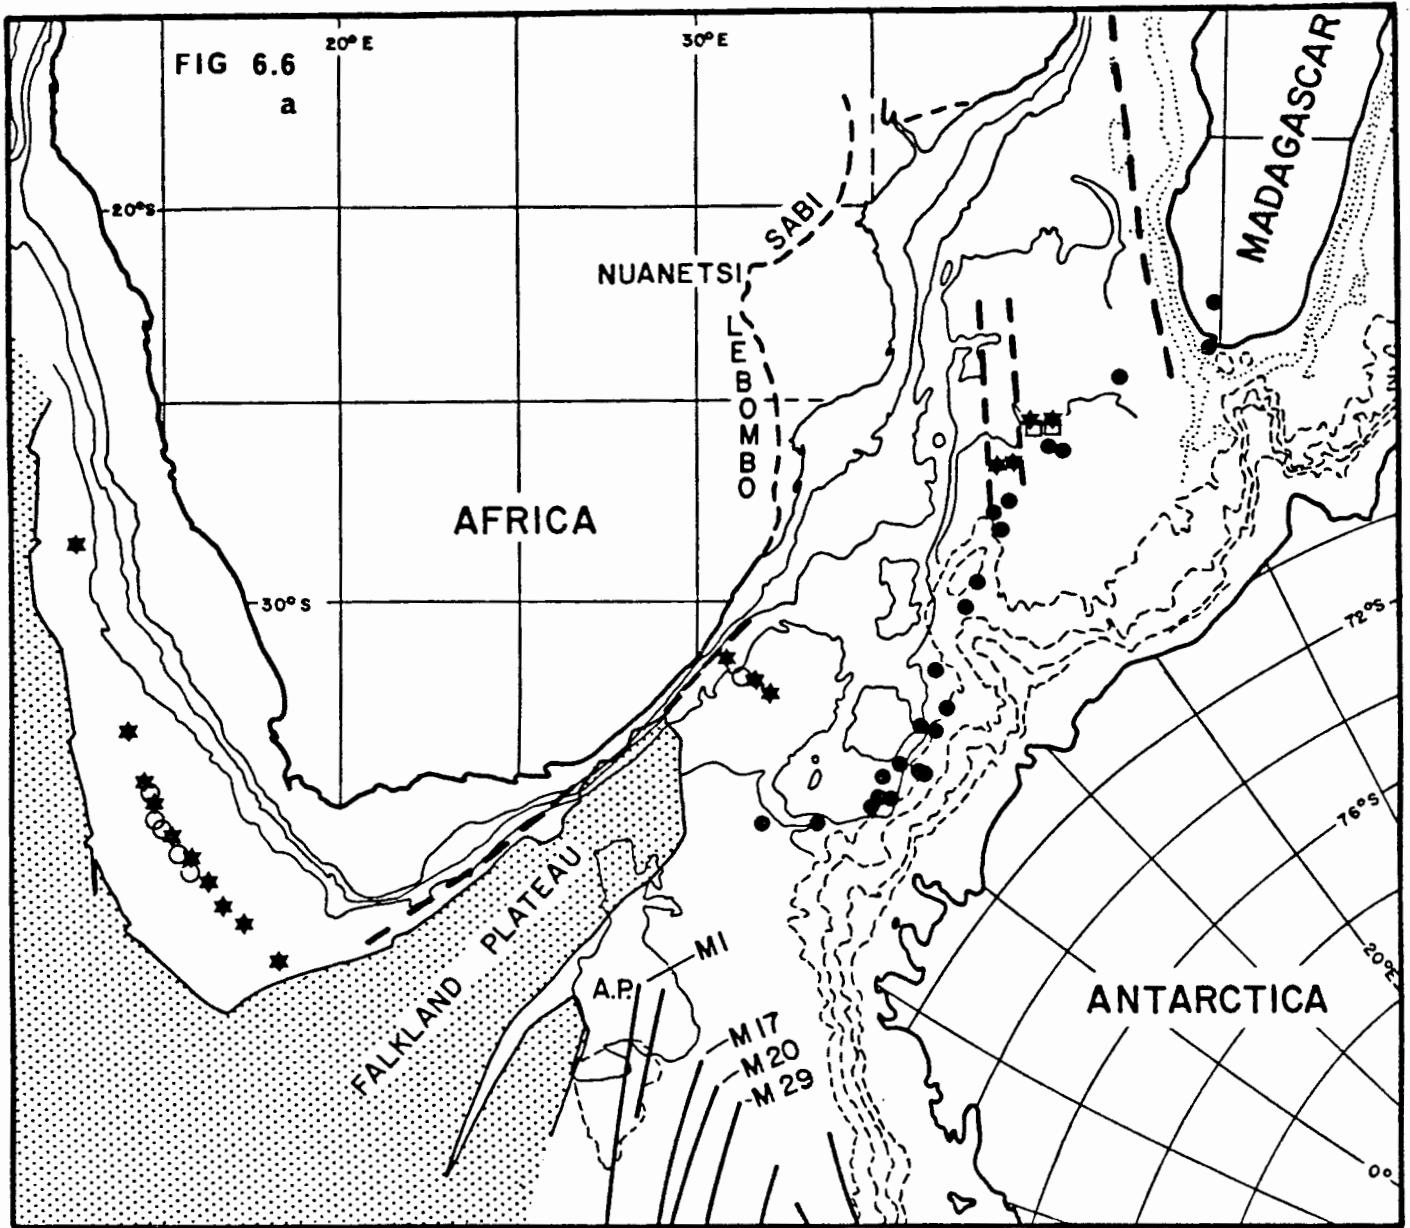 FIG 6.6
a
20°E
30°E
MADAGASCAR
20°S
SABI
NUANETSI
LEBOMBO
AFRICA
30°S
72°S
76°S
FALKLAND PLATEAU
A.P.
M1
20°E
ANTARCTICA
M 17
M 20
M 29
0°